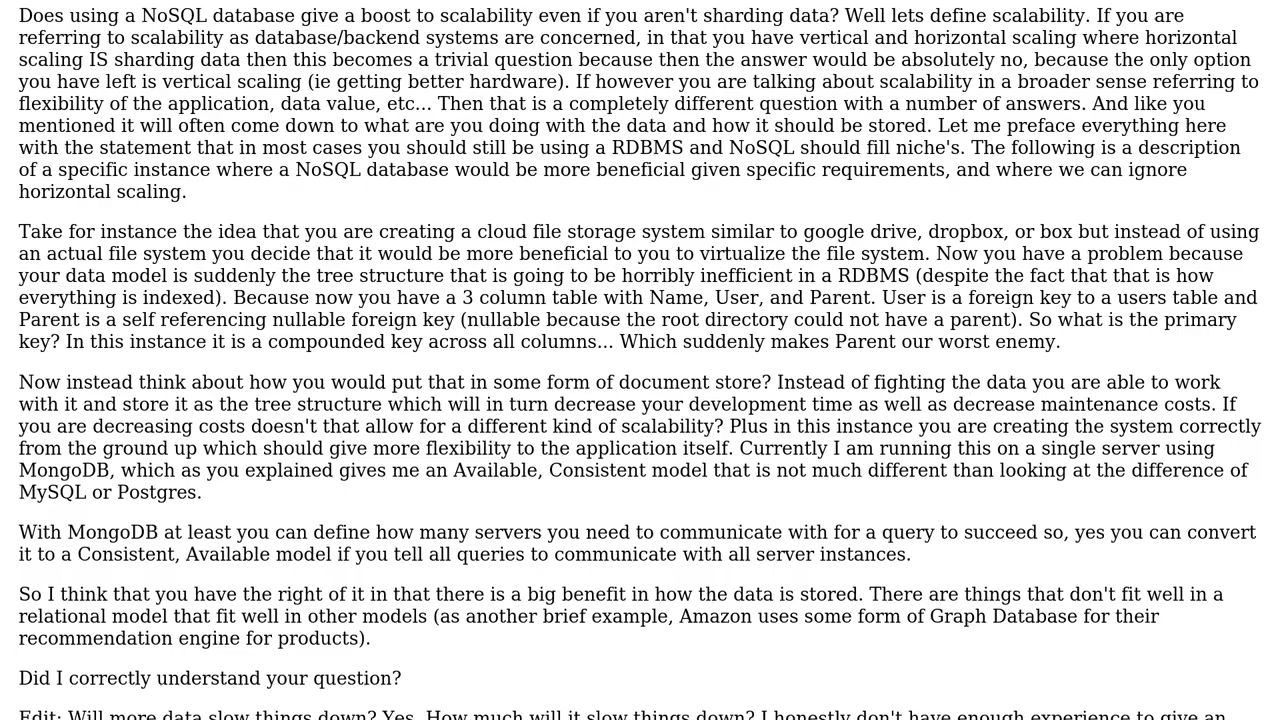 Does using a NoSQL database give a boost to scalability even if you aren't sharding data? Well lets define scalability. If you are
referring to scalability as database/backend systems are concerned, in that you have vertical and horizontal scaling where horizontal
scaling IS sharding data then this becomes a trivial question because then the answer would be absolutely no, because the only option
you have left is vertical scaling (ie getting better hardware). If however you are talking about scalability in a broader sense referring to
flexibility of the application, data value, etc... Then that is a completely different question with a number of answers. And like you
mentioned it will often come down to what are you doing with the data and how it should be stored. Let me preface everything here
with the statement that in most cases you should still be using a RDBMS and NoSQL should fill niche's. The following is a description
of a specific instance where a NoSQL database would be more beneficial given specific requirements, and where we can ignore
horizontal scaling.
Take for instance the idea that you are creating a cloud file storage system similar to google drive, dropbox, or box but instead of using
an actual file system you decide that it would be more beneficial to you to virtualize the file system. Now you have a problem because
your data model is suddenly the tree structure that is going to be horribly inefficient in a RDBMS (despite the fact that that is how
everything is indexed). Because now you have a 3 column table with Name, User, and Parent. User is a foreign key to a users table and
Parent is a self referencing nullable foreign key (nullable because the root directory could not have a parent). So what is the primary
key? In this instance it is a compounded key across all columns... Which suddenly makes Parent our worst enemy.
Now instead think about how you would put that in some form of document store? Instead of fighting the data you are able to work
with it and store it as the tree structure which will in turn decrease your development time as well as decrease maintenance costs. If
you are decreasing costs doesn't that allow for a different kind of scalability? Plus in this instance you are creating the system correctly
from the ground up which should give more flexibility to the application itself. Currently I am running this on a single server using
MongoDB, which as you explained gives me an Available, Consistent model that is not much different than looking at the difference of
MySQL or Postgres.
With MongoDB at least you can define how many servers you need to communicate with for a query to succeed so, yes you can convert
it to a Consistent, Available model if you tell all queries to communicate with all server instances.
So I think that you have the right of it in that there is a big benefit in how the data is stored. There are things that don't fit well in a
relational model that fit well in other models (as another brief example, Amazon uses some form of Graph Database for their
recommendation engine for products).
Did I correctly understand your question?
Edit: Will more data slow things down? Yes. How much will it slow things down? I honestly don't have enough experience to give an